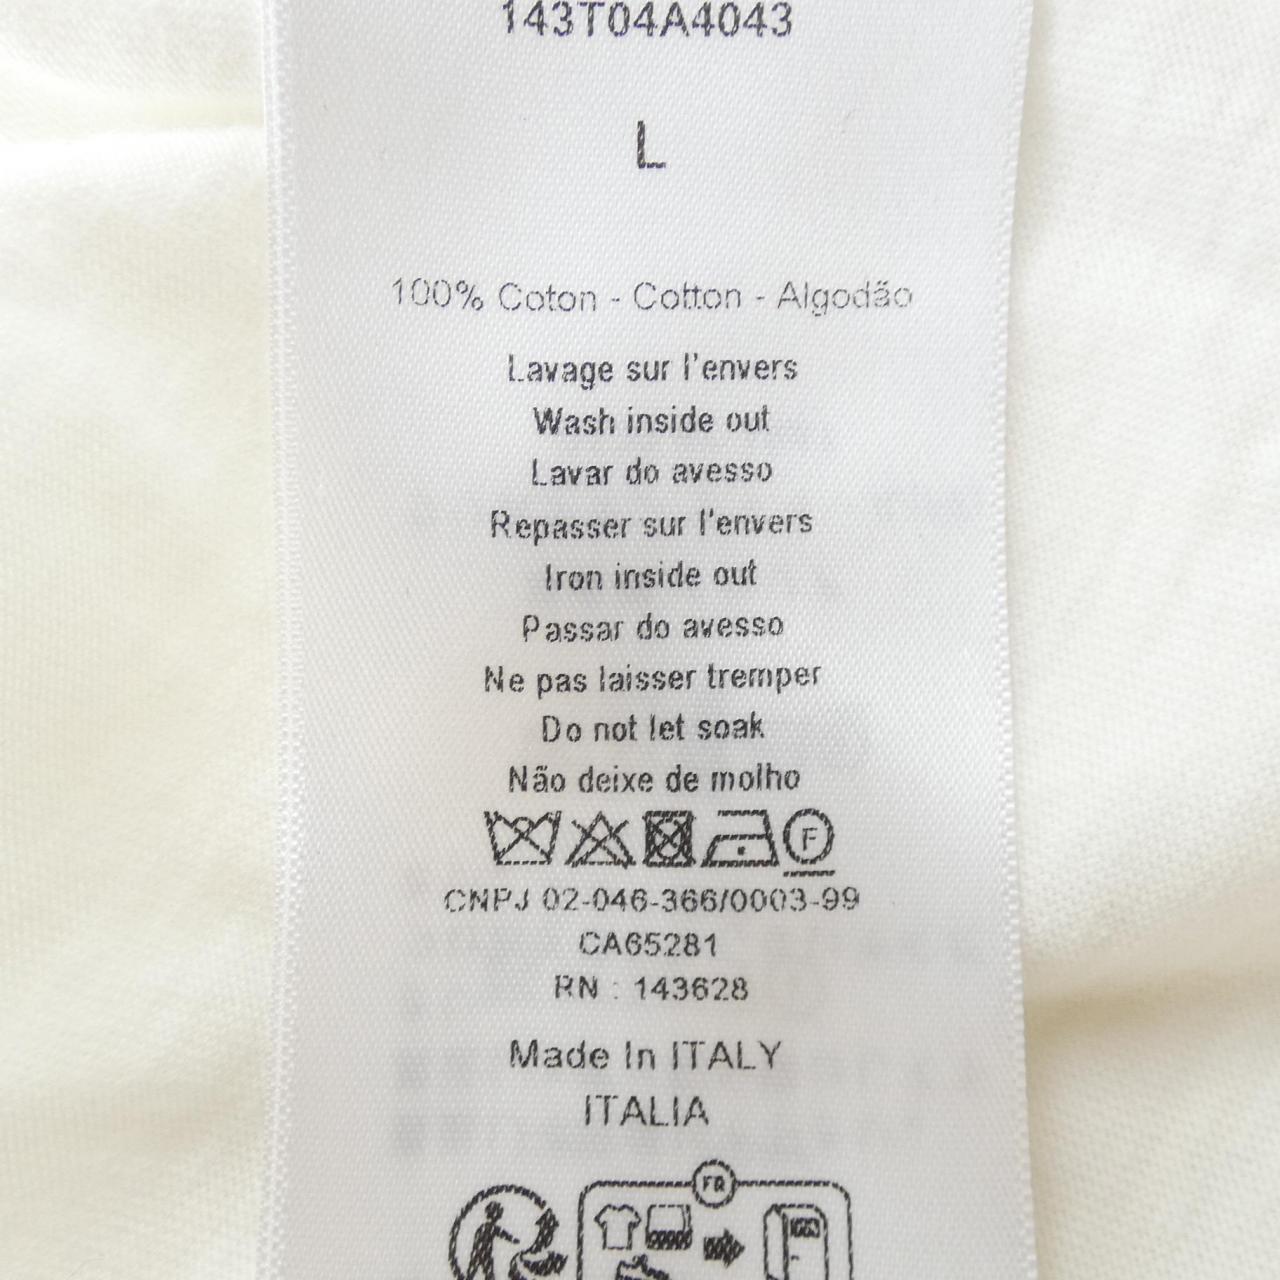 143T04A4043
L
100% Coton - Cotton - Algodão
Lavage sur l'envers
Wash inside out
Lavar do avesso
Repasser sur l'envers
Iron inside out
Passar do avesso
Ne pas laisser tremper
Do not let soak
Não deixe de molho
F
CNPJ 02-046-366/0003-99
CA65281
RN : 143628
Made In ITALY
ITALIA
FR